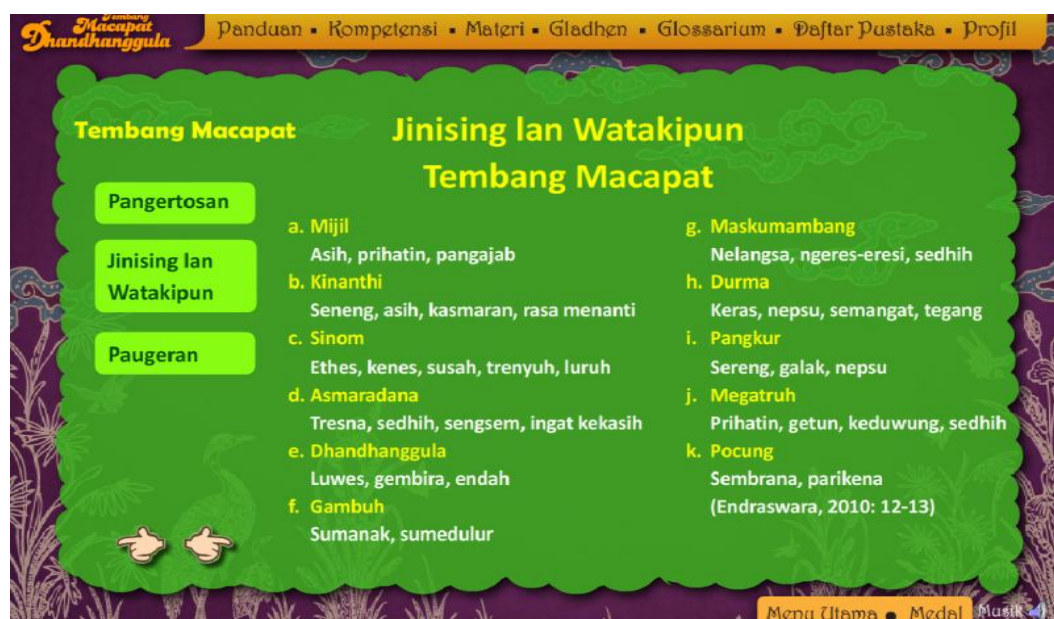 Tembang
Macapat
Dhandhanggula
Panduan ▪ Kompetensi ▪ Materi ▪ Gladhen ▪ Glossarium ▪ Daftar Pustaka ▪ Profil
Tembang Macapat
Pangertosan
Jinising lan
Watakipun
Paugeran
Jinising lan Watakipun
Tembang Macapat
a. Mijil
Asih, prihatin, pangajab
b. Kinanthi
Seneng, asih, kasmaran, rasa menanti
c. Sinom
Ethes, kenes, susah, trenyuh, luruh
d. Asmaradana
Tresna, sedhih, sengsem, ingat kekasih
e. Dhandhanggula
Luwes, gembira, endah
f. Gambuh
Sumanak, sumedulur
g. Maskumambang
Nelangsa, ngeres-eresi, sedhih
h. Durma
Keras, nepsu, semangat, tegang
i. Pangkur
Sereng, galak, nepsu
j. Megatruh
Prihatin, getun, keduwung, sedhih
k. Pocung
Sembrana, parikena
(Endraswara, 2010: 12-13)
Menu Utama ● Medal
Musik